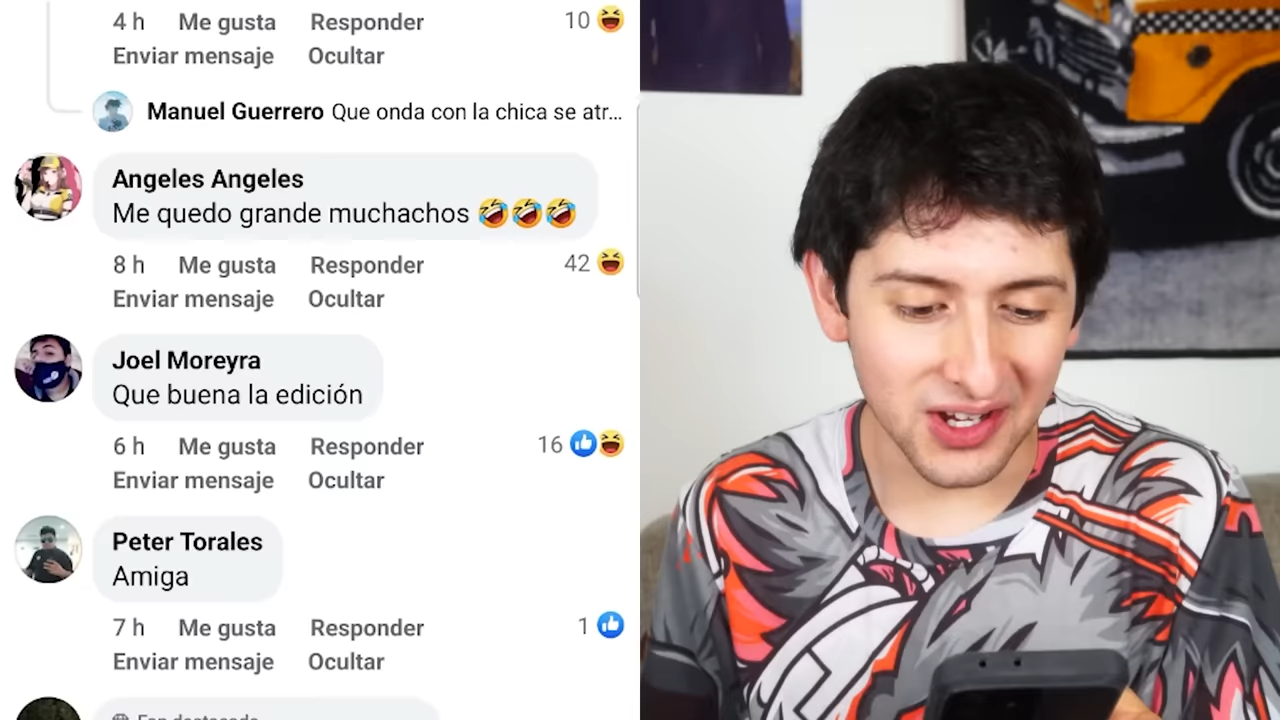 4 h Me gusta Responder 10
Enviar mensaje Ocultar
Manuel Guerrero Que onda con la chica se atr...
Angeles Angeles
Me quedo grande muchachos 🤣🤣🤣
8 h Me gusta Responder 42
Enviar mensaje Ocultar
Joel Moreyra
Que buena la edición
6 h Me gusta Responder 16
Enviar mensaje Ocultar
Peter Torales
Amiga
7 h Me gusta Responder 1
Enviar mensaje Ocultar
Fan destacado